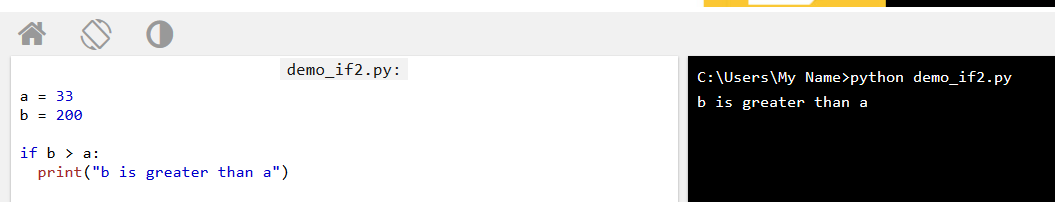 demo_if2.py:
a = 33
b = 200
if b > a:
  print("b is greater than a")
C:\Users\My Name>python demo_if2.py
b is greater than a